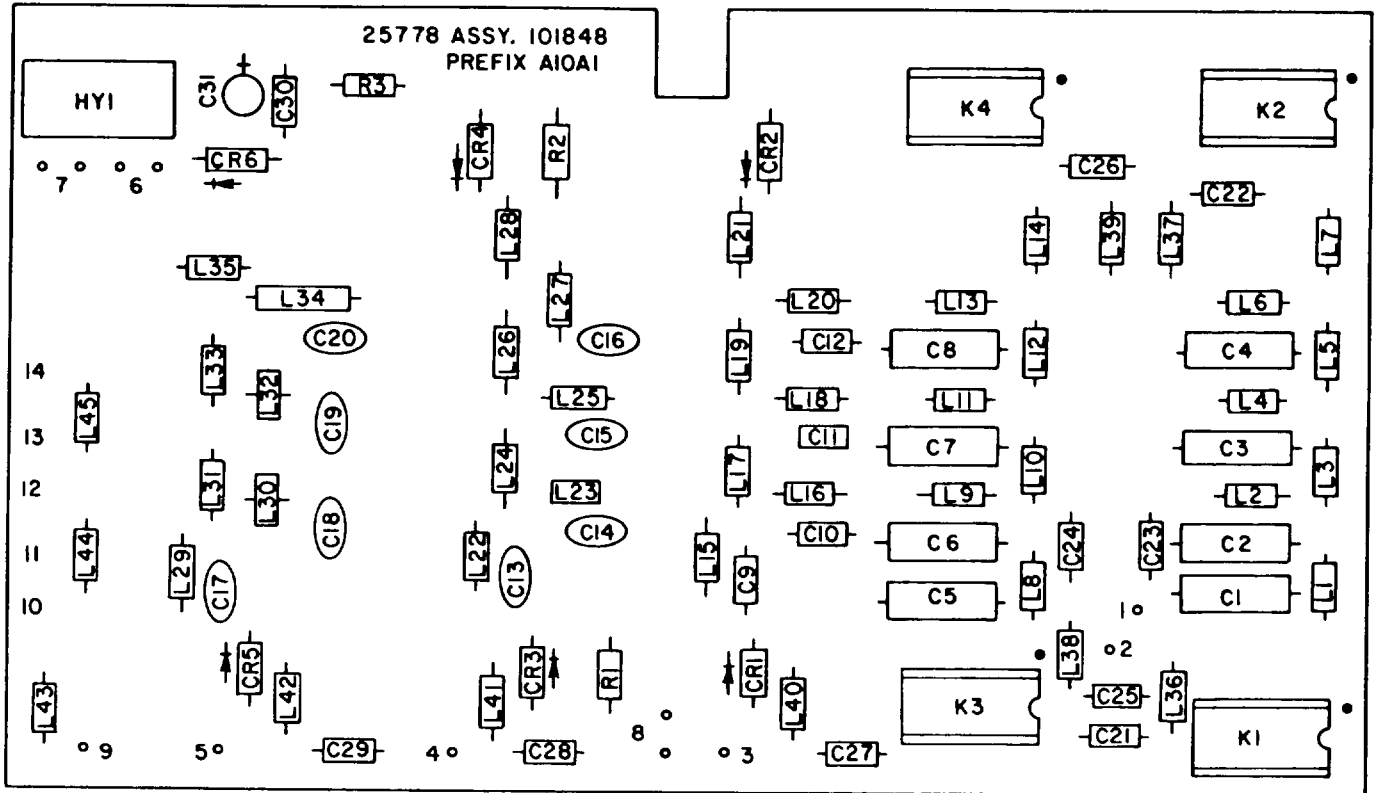 25778 ASSY. 101848
PREFIX A10A1
HY1
C31
C30
R3
K4
K2
CR4
R2
CR2
CR6
C26
7
6
C22
L28
L21
L14
L39
L37
L7
L35
L34
L27
L20
L13
L6
C20
C16
C12
L26
L19
C8
L12
C4
L5
14
L33
L32
L45
L25
L18
L11
L4
C19
C15
C11
13
C7
C3
L24
L17
L10
L3
12
L31
L30
L23
L16
L9
L2
C18
C14
C10
C6
C24
C23
C2
11
L44
L29
L22
C13
L15
C9
L8
L1
C17
C5
C1
10
1
2
L38
CR5
CR3
R1
CR1
L43
L42
L41
L40
K3
C25
L36
8
K1
C21
9
5
C29
4
C28
3
C27